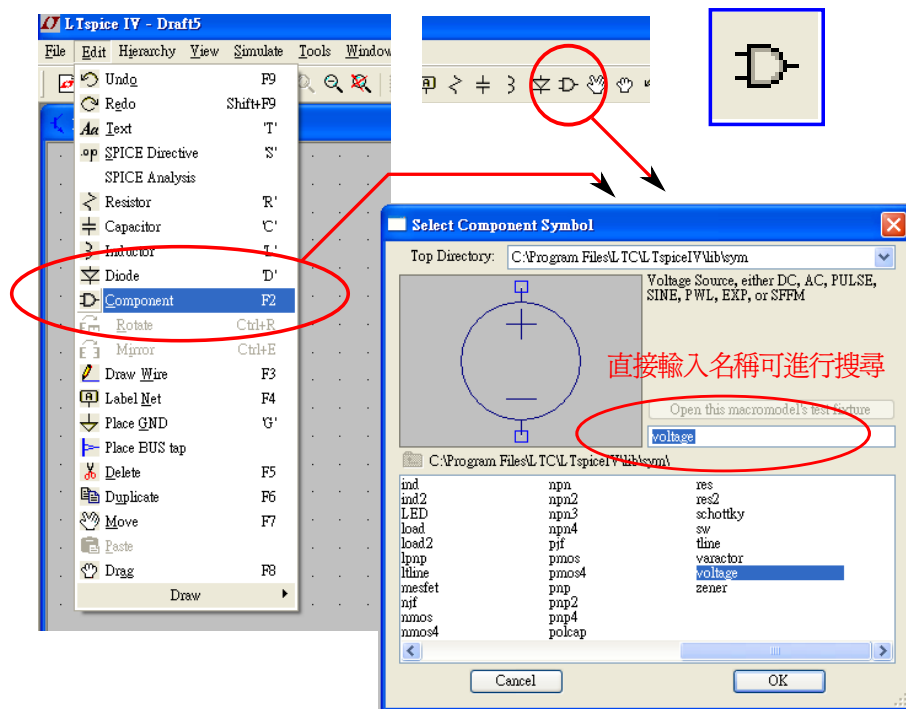 LTspice IV - Draft5
File Edit Hierarchy View Simulate Tools Window
Undo F9
Redo Shift+F9
Text 'T'
SPICE Directive 'S'
SPICE Analysis
Resistor 'R'
Capacitor 'C'
Inductor 'L'
Diode 'D'
Component F2
Rotate Ctrl+R
Mirror Ctrl+E
Draw Wire F3
Label Net F4
Place GND 'G'
Place BUS tap
Delete F5
Duplicate F6
Move F7
Paste
Drag F8
Draw
Select Component Symbol
Top Directory: C:\Program Files\LTC\LTspiceIV\lib\sym
Voltage Source, either DC, AC, PULSE,
SINE, PWL, EXP, or SFFM
直接輸入名稱可進行搜尋
Open this macromodel's test fixture
voltage
C:\Program Files\LTC\LTspiceIV\lib\sym\
ind npn res
ind2 npn2 res2
LED npn3 schottky
load npn4 sw
load2 pjf tline
lpnp pmos varactor
ltline pmos4 voltage
mesfet pnp zener
njf pnp2
nmos pnp4
nmos4 polcap
Cancel OK